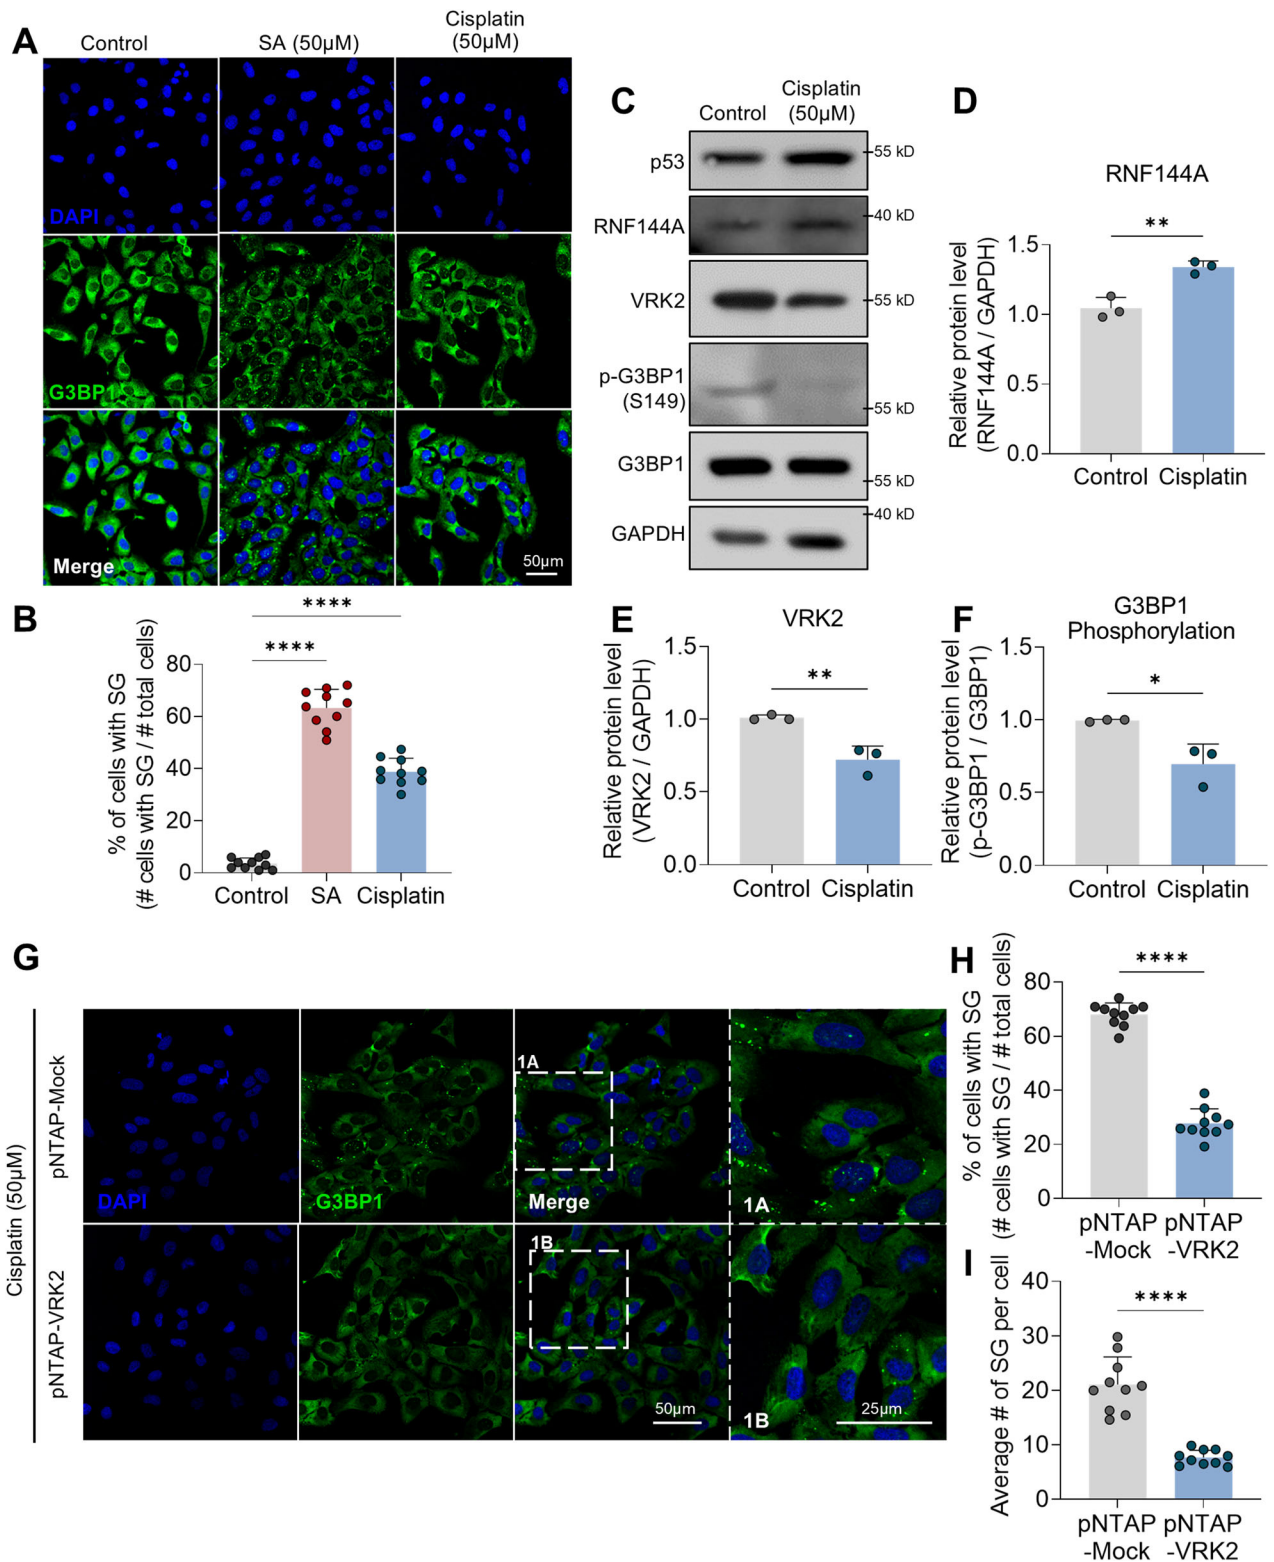 A
Control
SA (50μM)
Cisplatin
(50μM)
DAPI
G3BP1
Merge
50μm
B
% of cells with SG
(# cells with SG / # total cells)
****
****
80
60
40
20
0
Control
SA
Cisplatin
C
Control
Cisplatin
(50μM)
p53
55 kD
RNF144A
40 kD
VRK2
55 kD
p-G3BP1
(S149)
55 kD
G3BP1
55 kD
GAPDH
40 kD
D
RNF144A
Relative protein level
(RNF144A / GAPDH)
**
1.5
1.0
0.5
0.0
Control
Cisplatin
E
VRK2
Relative protein level
(VRK2 / GAPDH)
**
1.5
1.0
0.5
0.0
Control
Cisplatin
F
G3BP1
Phosphorylation
Relative protein level
(p-G3BP1 / G3BP1)
*
1.5
1.0
0.5
0.0
Control
Cisplatin
G
Cisplatin (50μM)
pNTAP-Mock
pNTAP-VRK2
DAPI
G3BP1
1A
Merge
1A
1B
50μm
1B
25μm
H
% of cells with SG
(# cells with SG / # total cells)
****
80
60
40
20
0
pNTAP
-Mock
pNTAP
-VRK2
I
Average # of SG per cell
****
40
30
20
10
0
pNTAP
-Mock
pNTAP
-VRK2